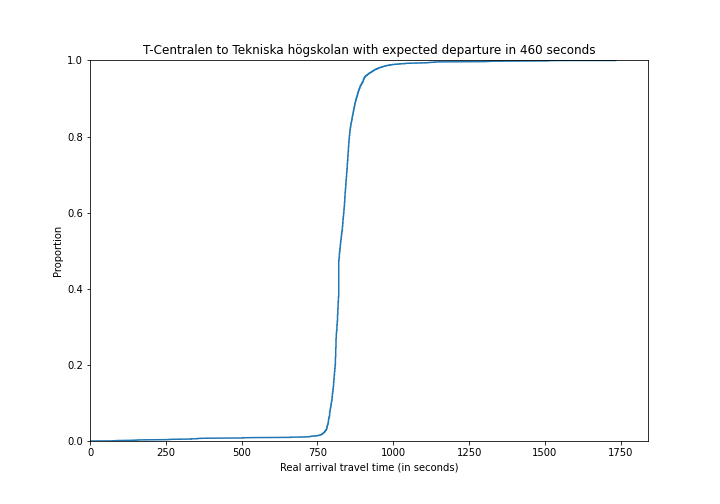 T-Centralen to Tekniska högskolan with expected departure in 460 seconds
1.0
0.8
0.6
0.4
0.2
0.0
Proportion
0 250 500 750 1000 1250 1500 1750
Real arrival travel time (in seconds)